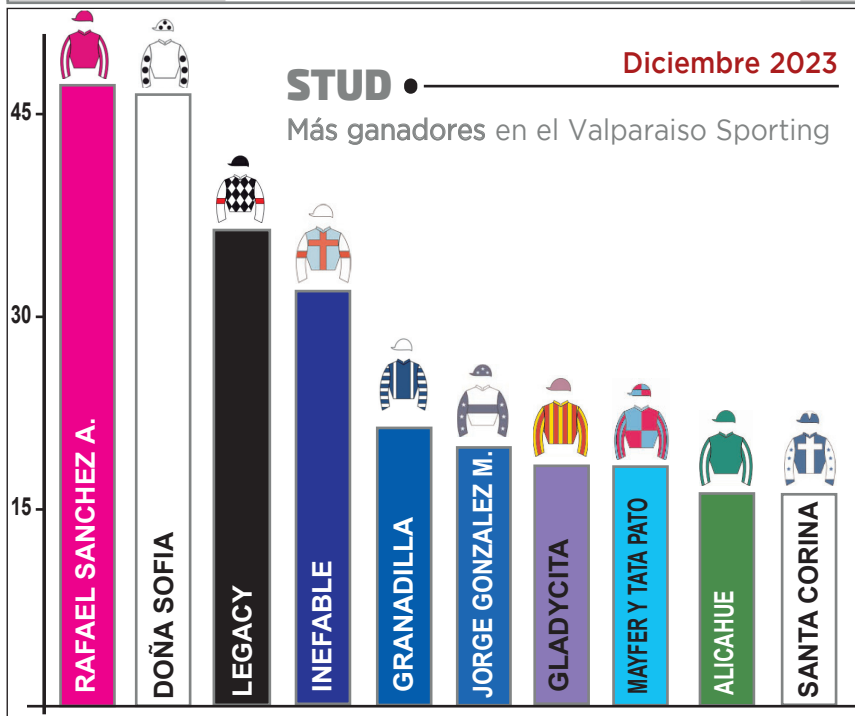 Diciembre 2023
STUD
Más ganadores en el Valparaiso Sporting
45
30
15
RAFAEL SANCHEZ A.
DOÑA SOFIA
LEGACY
INEFABLE
GRANADILLA
JORGE GONZALEZ M.
GLADYCITA
MAYFER Y TATA PATO
ALICAHUE
SANTA CORINA